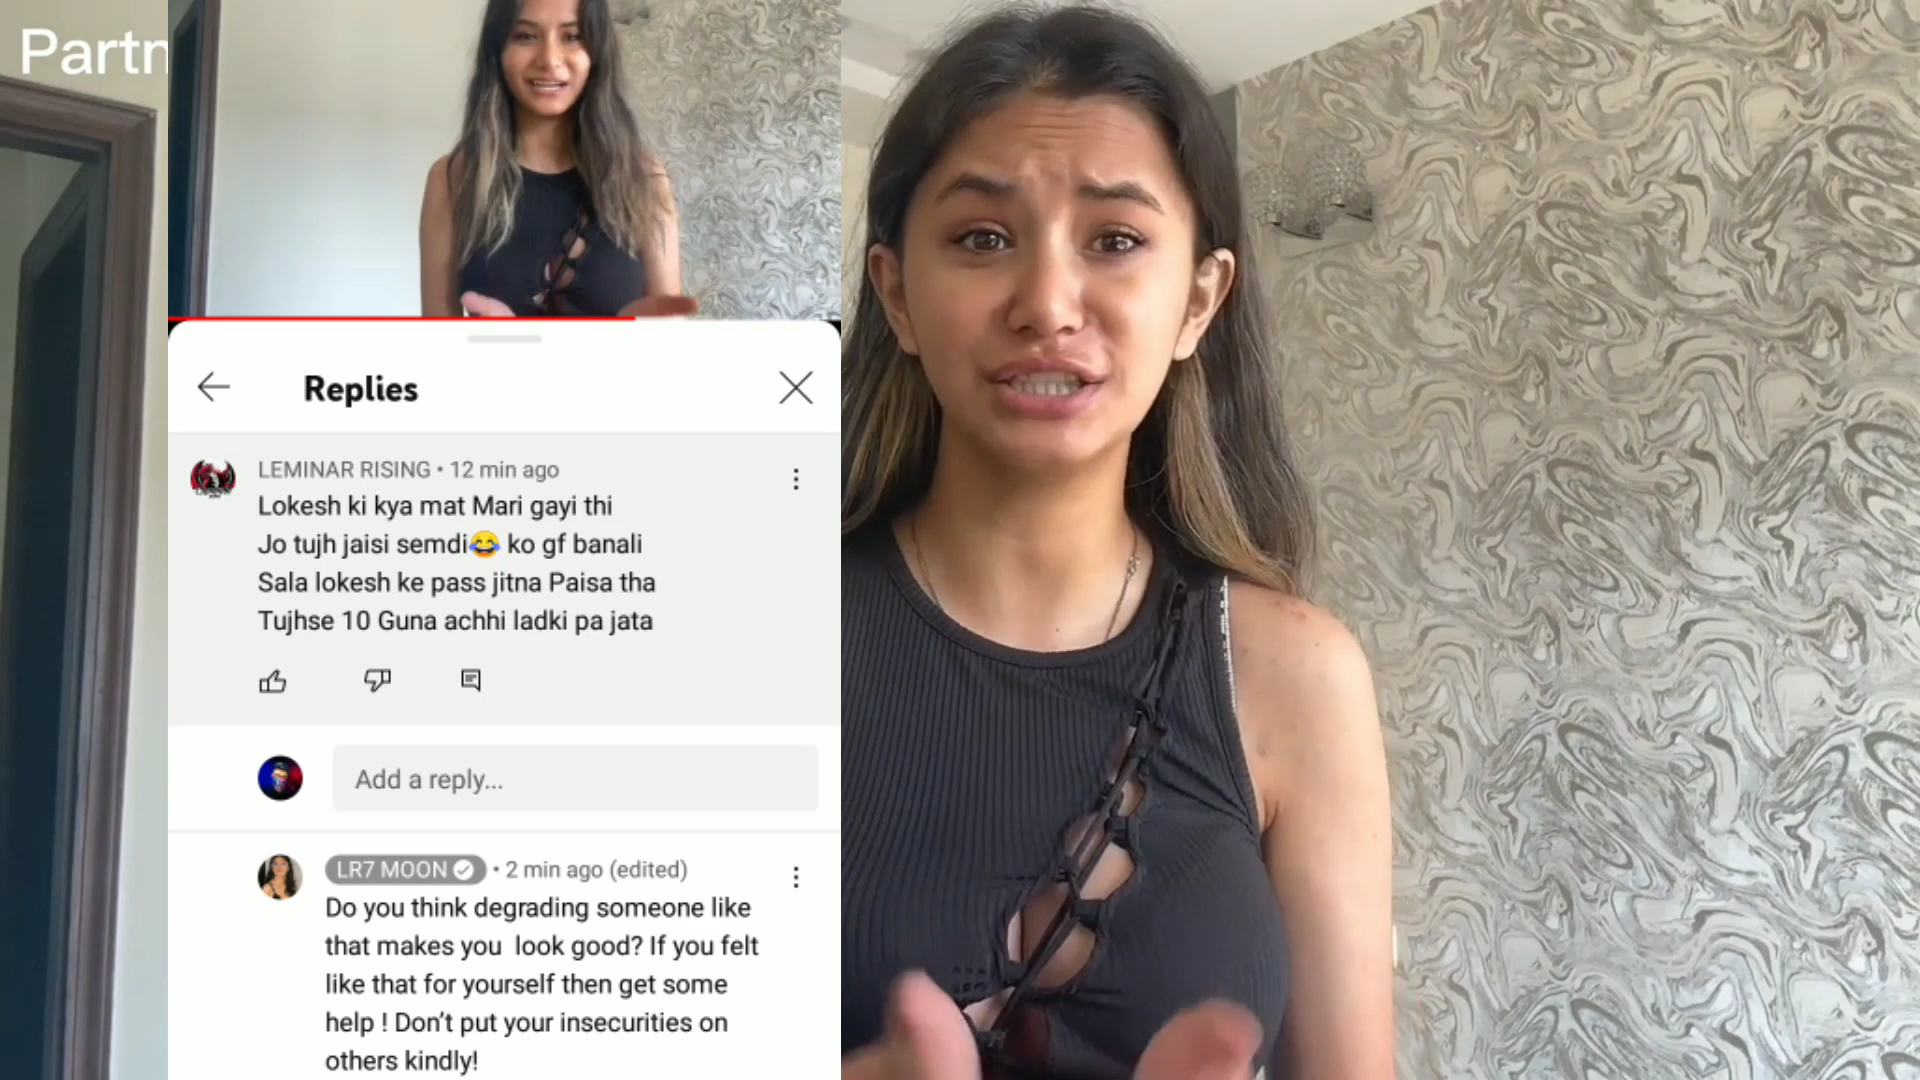 Partn
Replies
LEMINAR RISING • 12 min ago
Lokesh ki kya mat Mari gayi thi
Jo tujh jaisi semdi😂 ko gf banali
Sala lokesh ke pass jitna Paisa tha
Tujhse 10 Guna achhi ladki pa jata
Add a reply...
LR7 MOON • 2 min ago (edited)
Do you think degrading someone like
that makes you look good? If you felt
like that for yourself then get some
help ! Don't put your insecurities on
others kindly!